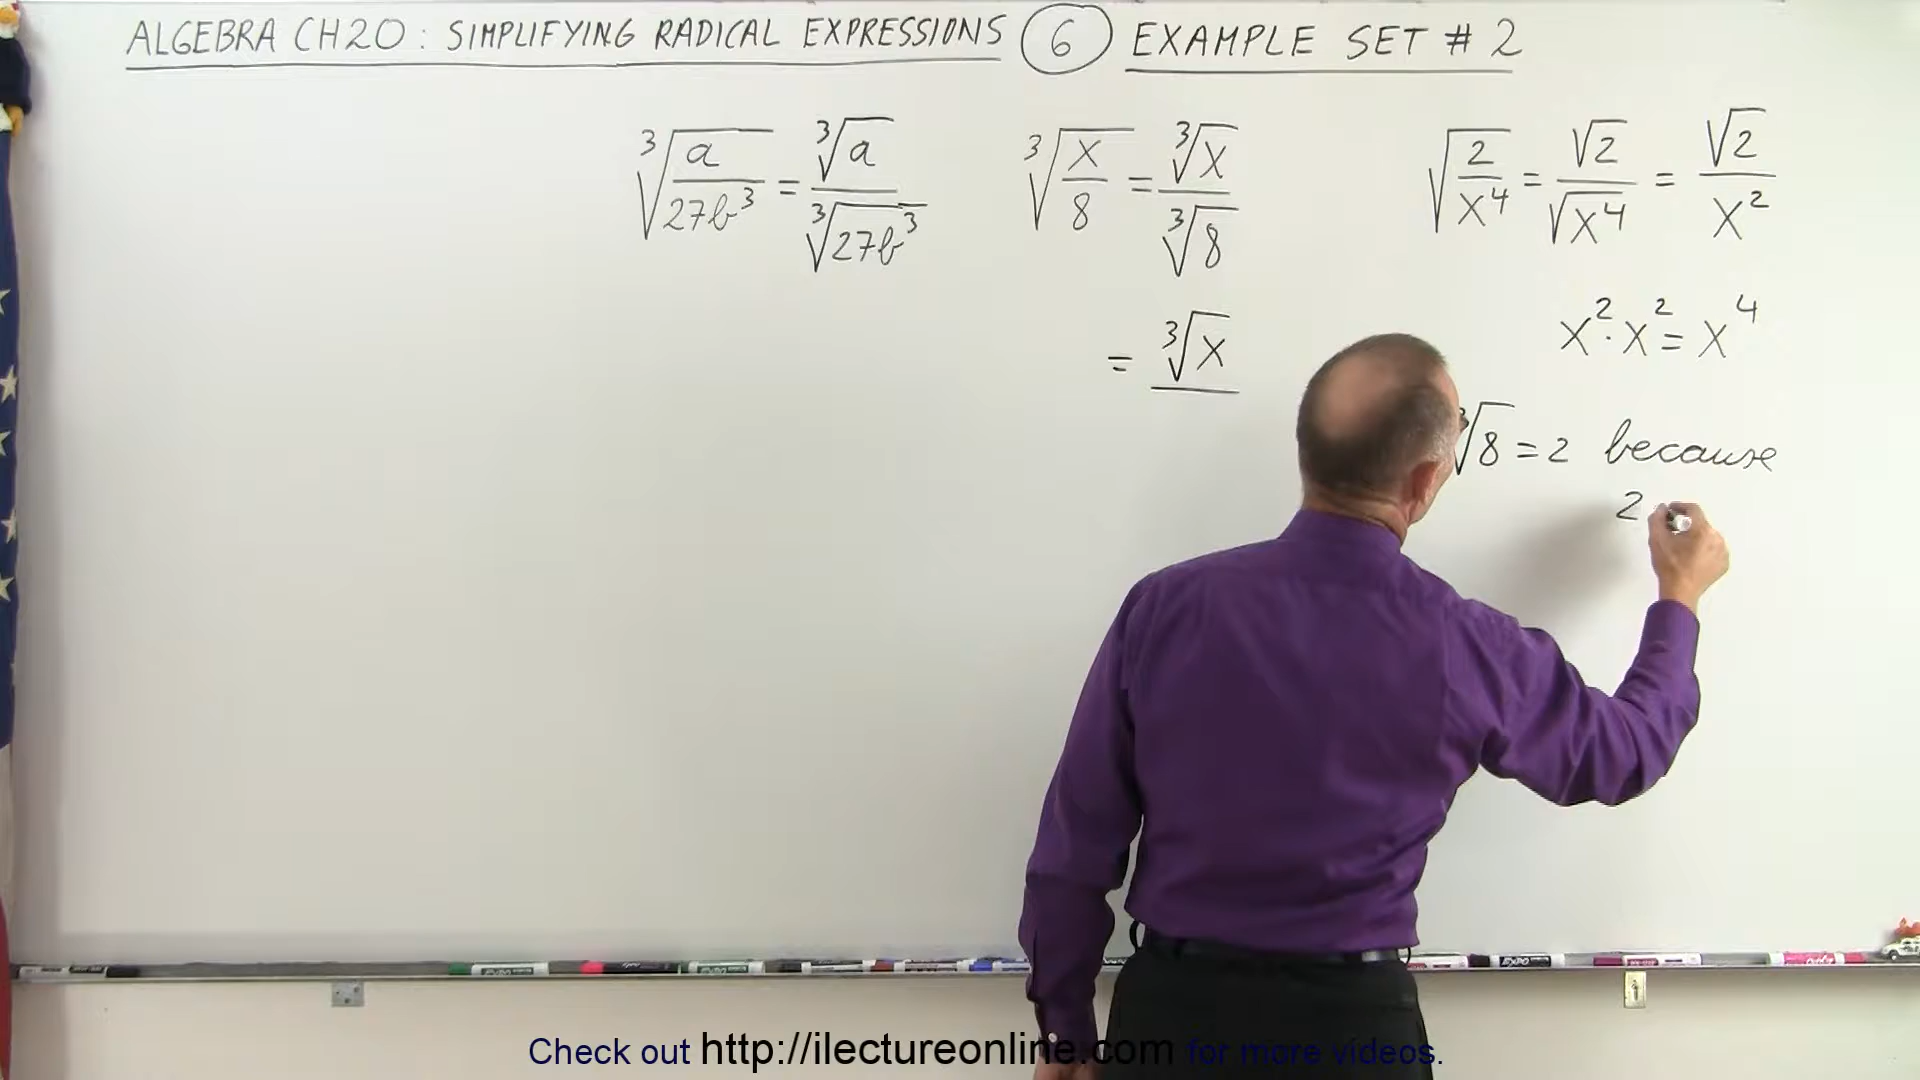 ALGEBRA CH20: SIMPLIFYING RADICAL EXPRESSIONS 6 EXAMPLE SET # 2
∛(a/27b³) = ∛a/∛27b³
∛(x/8) = ∛x/∛8
= ∛x
√(2/x⁴) = √2/√x⁴ = √2/x²
x²·x² = x⁴
∛8 = 2 because
2
Check out http://ilectureonline.com for more videos.